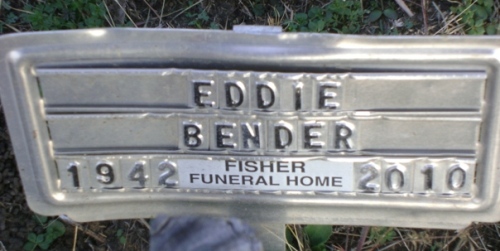 EDDIE
BENDER
1942 FISHER FUNERAL HOME 2010